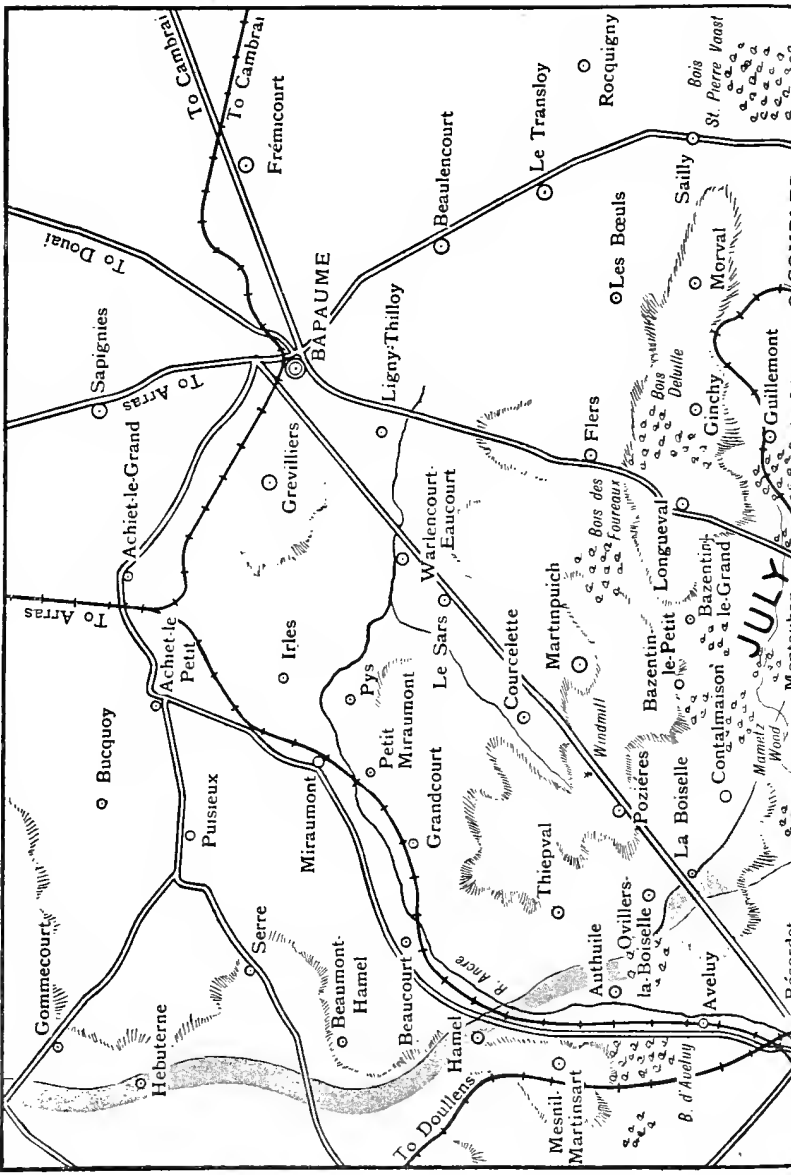 Gommecourt
Hebuterne
Bucquoy
Sapignies
To Douai
To Cambrai
To Arras
Achiet-le-Grand
To Arras
Achiet-le
Petit
Puisieux
Serre
To Cambrai
Frémicourt
Grevilliers
Irles
Miraumont
Beaumont-
Hamel
BAPAUME
Ligny-Thilloy
Pys
Petit
Miraumont
Grandcourt
Beaucourt
Hamel
To Doullens
Beaulencourt
Warlencourt-
Eaucourt
Le Sars
R. Ancre
Le Transloy
Courcelette
Thiepval
Mesnil-
Martinsart
Rocquigny
Les Bœufs
Flers
Martinpuich
Windmill
Bois des
Foureaux
Pozières
Ovillers-
la-Boiselle
Authuile
Bois
St. Pierre Vaast
Sailly
Morval
Bois
Delville
Ginchy
Longueval
Bazentin-
le-Petit
Bazentin-
le-Grand
La Boiselle
Contalmaison
Aveluy
B. d'Aveluy
Guillemont
JULY
Mametz
Wood